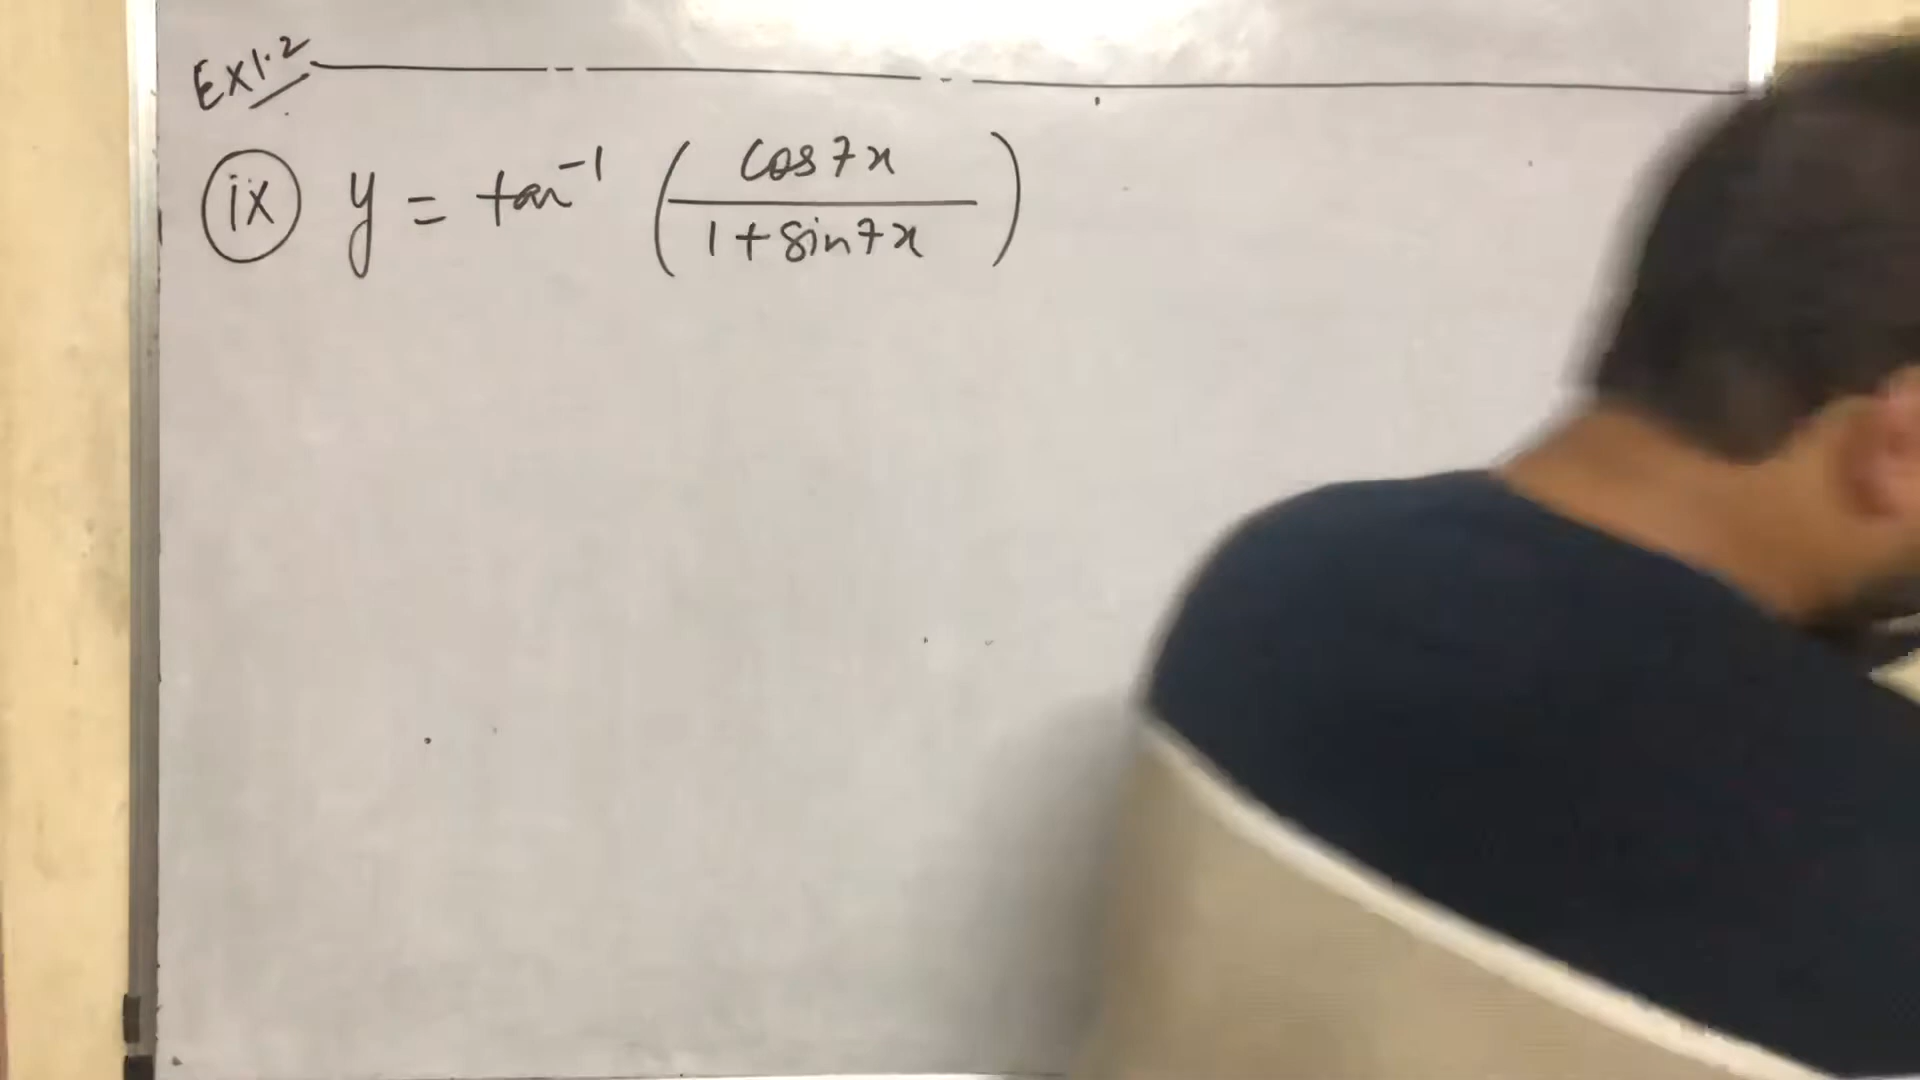 Ex1.2
ix y = tan⁻¹ (cos7x / 1+sin7x)